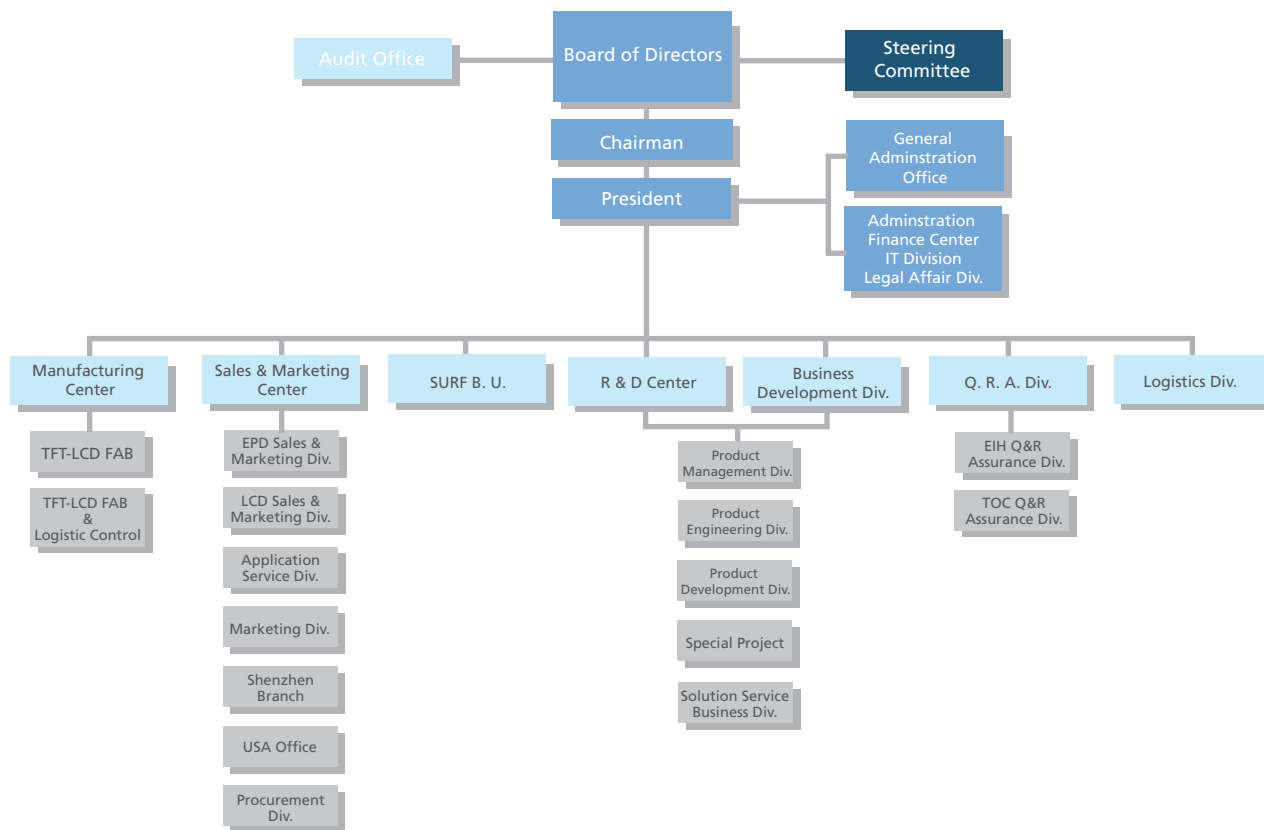 Audit Office
Board of Directors
Steering
Committee
Chairman
President
General
Adminstration
Office
Adminstration
Finance Center
IT Division
Legal Affair Div.
Manufacturing
Center
Sales & Marketing
Center
SURF B. U.
R & D Center
Business
Development Div.
Q. R. A. Div.
Logistics Div.
TFT-LCD FAB
TFT-LCD FAB
&
Logistic Control
EPD Sales &
Marketing Div.
LCD Sales &
Marketing Div.
Application
Service Div.
Marketing Div.
Shenzhen
Branch
USA Office
Procurement
Div.
Product
Management Div.
Product
Engineering Div.
Product
Development Div.
Special Project
Solution Service
Business Div.
EIH Q&R
Assurance Div.
TOC Q&R
Assurance Div.